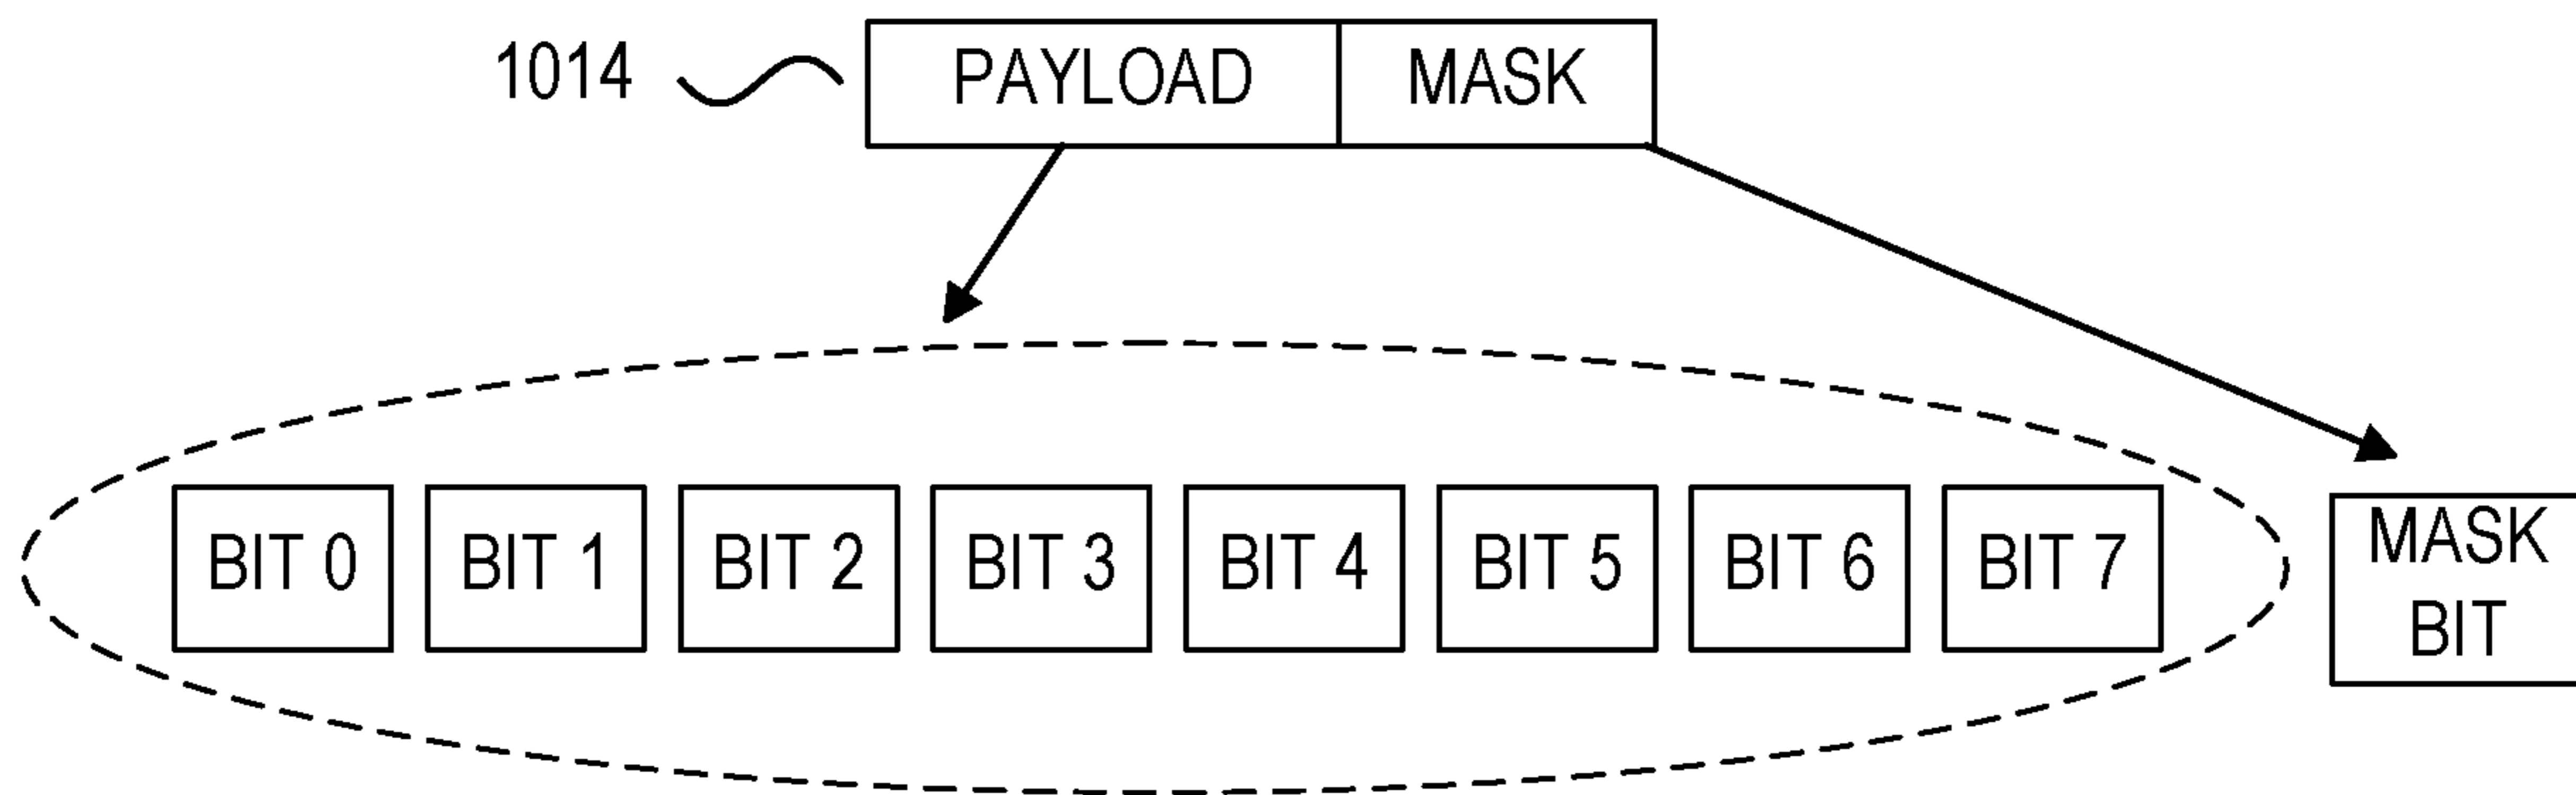 1014 PAYLOAD MASK
BIT 0 BIT 1 BIT 2 BIT 3 BIT 4 BIT 5 BIT 6 BIT 7
MASK
BIT